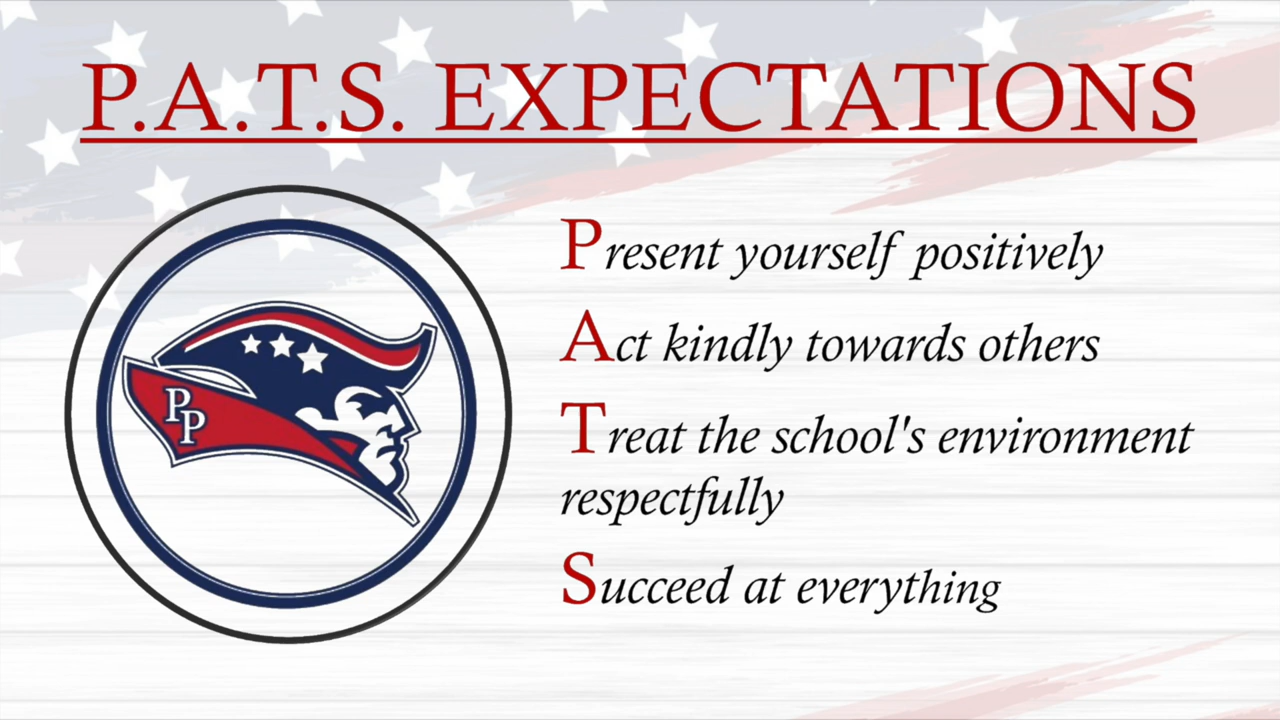 P.A.T.S. EXPECTATIONS
PP
Present yourself positively
Act kindly towards others
Treat the school's environment
respectfully
Succeed at everything